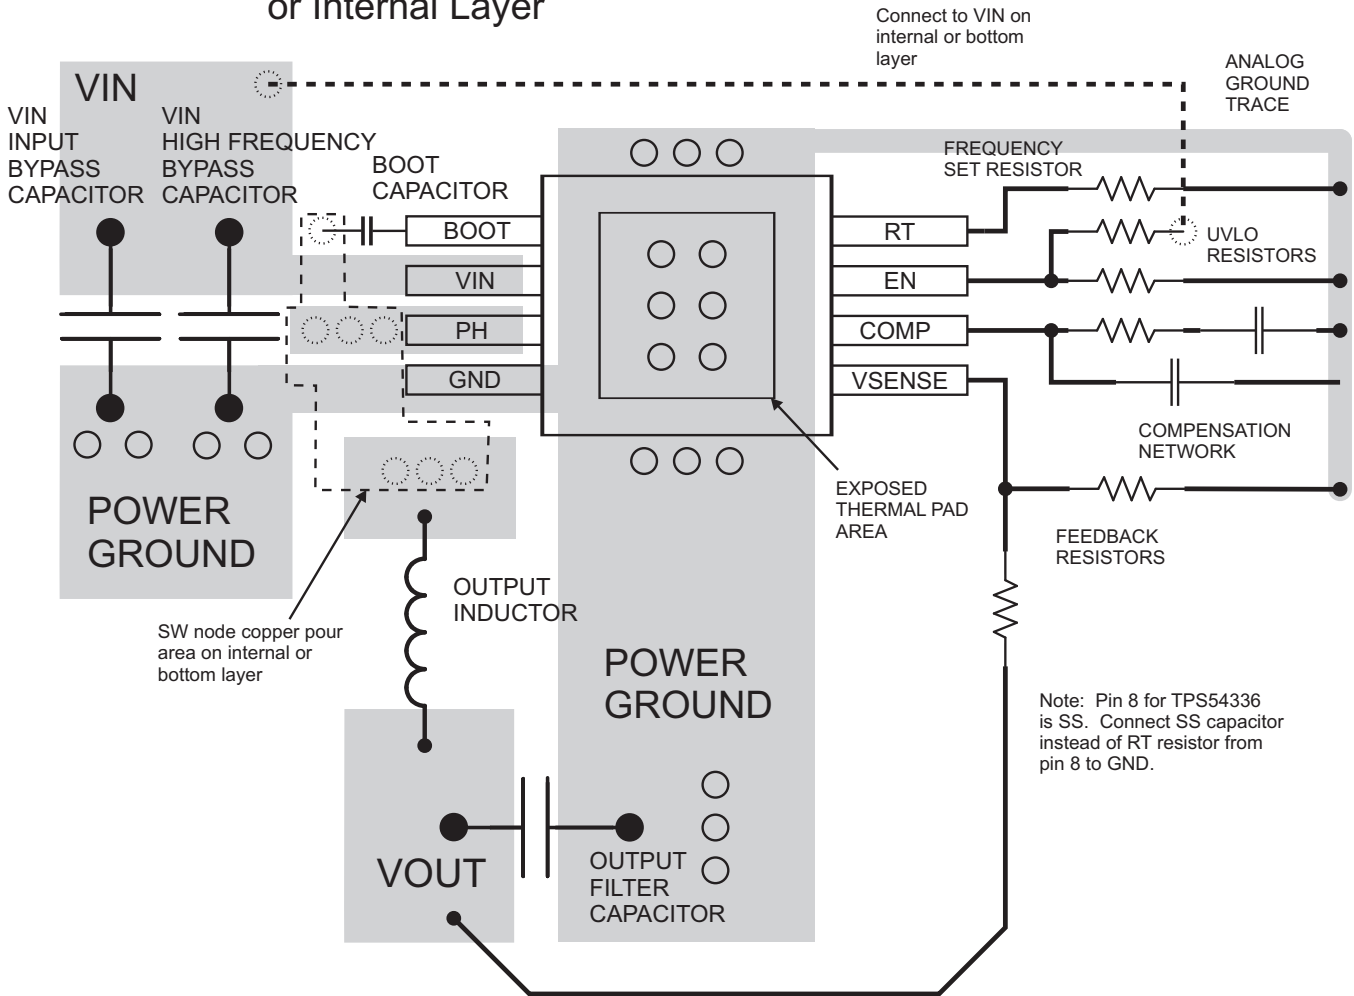 or Internal Layer
Connect to VIN on
internal or bottom
layer
ANALOG
GROUND
TRACE
VIN
VIN
INPUT
BYPASS
CAPACITOR
VIN
HIGH FREQUENCY
BYPASS
CAPACITOR
BOOT
CAPACITOR
FREQUENCY
SET RESISTOR
BOOT
VIN
PH
GND
RT
EN
COMP
VSENSE
UVLO
RESISTORS
COMPENSATION
NETWORK
EXPOSED
THERMAL PAD
AREA
FEEDBACK
RESISTORS
POWER
GROUND
OUTPUT
INDUCTOR
SW node copper pour
area on internal or
bottom layer
POWER
GROUND
Note: Pin 8 for TPS54336
is SS. Connect SS capacitor
instead of RT resistor from
pin 8 to GND.
VOUT
OUTPUT
FILTER
CAPACITOR